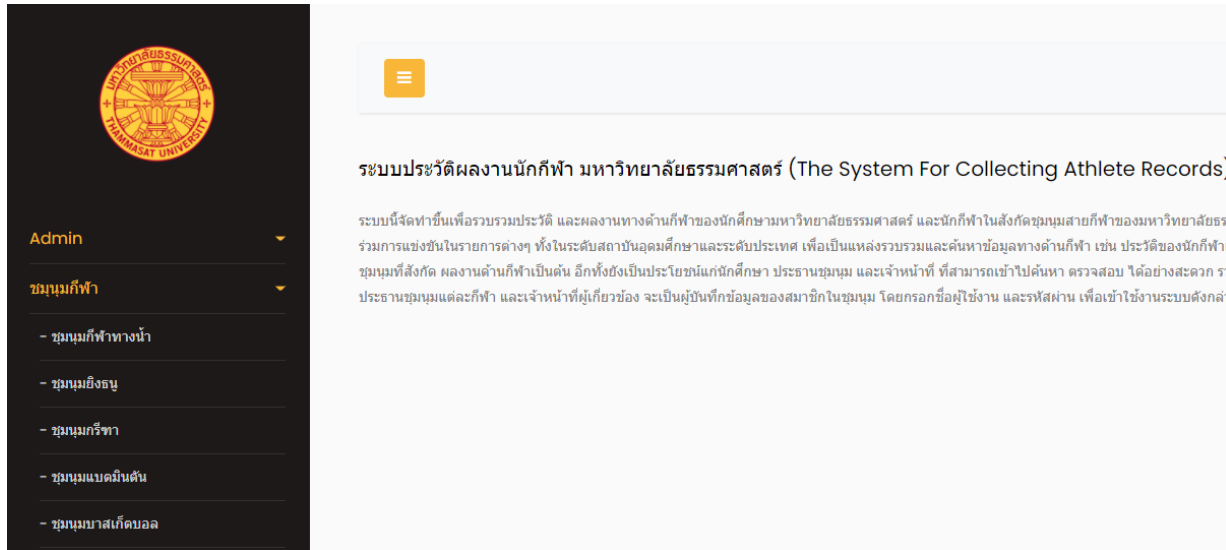 มหาวิทยาลัยธรรมศาสตร์
THAMMASAT UNIVERSITY
Admin
ชมุนุมกีฬา
- ชุมนุมกีฬาทางน้ำ
- ชุมนุมยิงธนู
- ชุมนุมกรีฑา
- ชุมนุมแบดมินตัน
- ชุมนุมบาสเก็ตบอล
ระบบประวัติผลงานนักกีฬา มหาวิทยาลัยธรรมศาสตร์ (The System For Collecting Athlete Records)
ระบบนี้จัดทำขึ้นเพื่อรวบรวมประวัติ และผลงานทางด้านกีฬาของนักศึกษามหาวิทยาลัยธรรมศาสตร์ และนักกีฬาในสังกัดชุมนุมสายกีฬาของมหาวิทยาลัยธร
ร่วมการแข่งขันในรายการต่างๆ ทั้งในระดับสถาบันอุดมศึกษาและระดับประเทศ เพื่อเป็นแหล่งรวบรวมและค้นหาข้อมูลทางด้านกีฬา เช่น ประวัติของนักกีฬา
ชุมนุมที่สังกัด ผลงานด้านกีฬาเป็นต้น อีกทั้งยังเป็นประโยชน์แก่นักศึกษา ประธานชุมนุม และเจ้าหน้าที่ ที่สามารถเข้าไปค้นหา ตรวจสอบ ได้อย่างสะดวก
ประธานชุมนุมแต่ละกีฬา และเจ้าหน้าที่ผู้เกี่ยวข้อง จะเป็นผู้บันทึกข้อมูลของสมาชิกในชุมนุม โดยกรอกชื่อผู้ใช้งาน และรหัสผ่าน เพื่อเข้าใช้งานระบบดังกล่